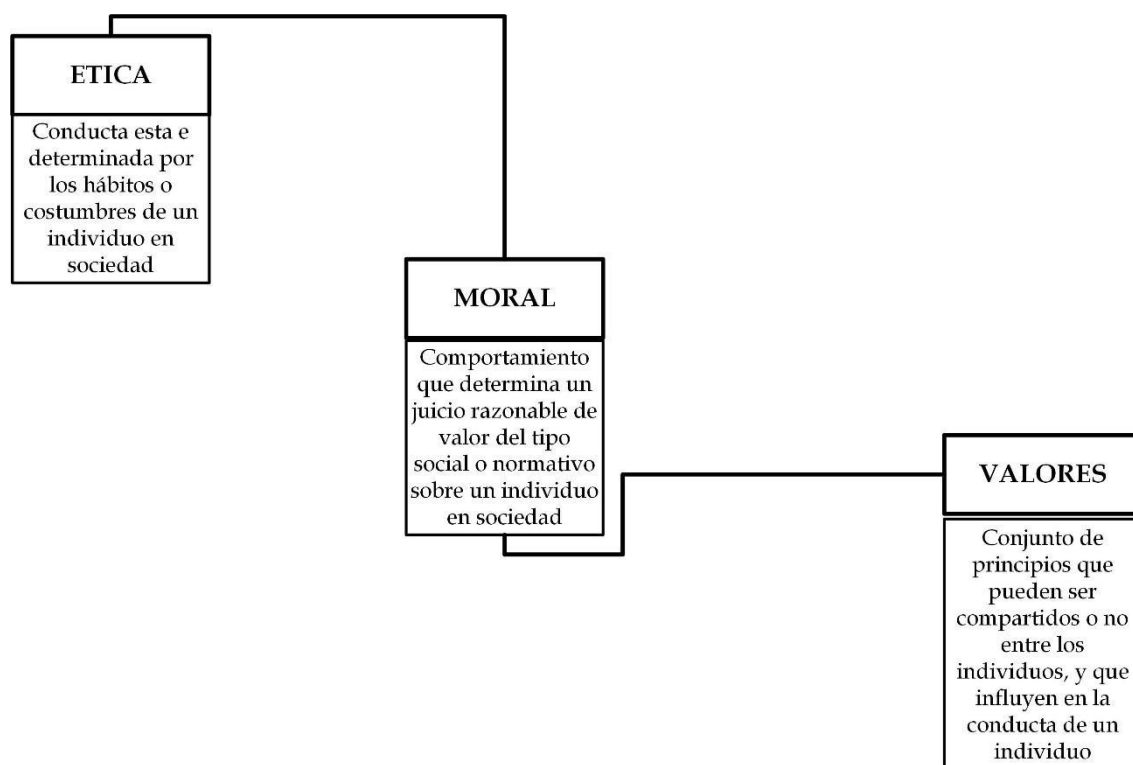 ETICA
Conducta esta e
determinada por
los hábitos o
costumbres de un
individuo en
sociedad
MORAL
Comportamiento
que determina un
juicio razonable de
valor del tipo
social o normativo
sobre un individuo
en sociedad
VALORES
Conjunto de
principios que
pueden ser
compartidos o no
entre los
individuos, y que
influyen en la
conducta de un
individuo